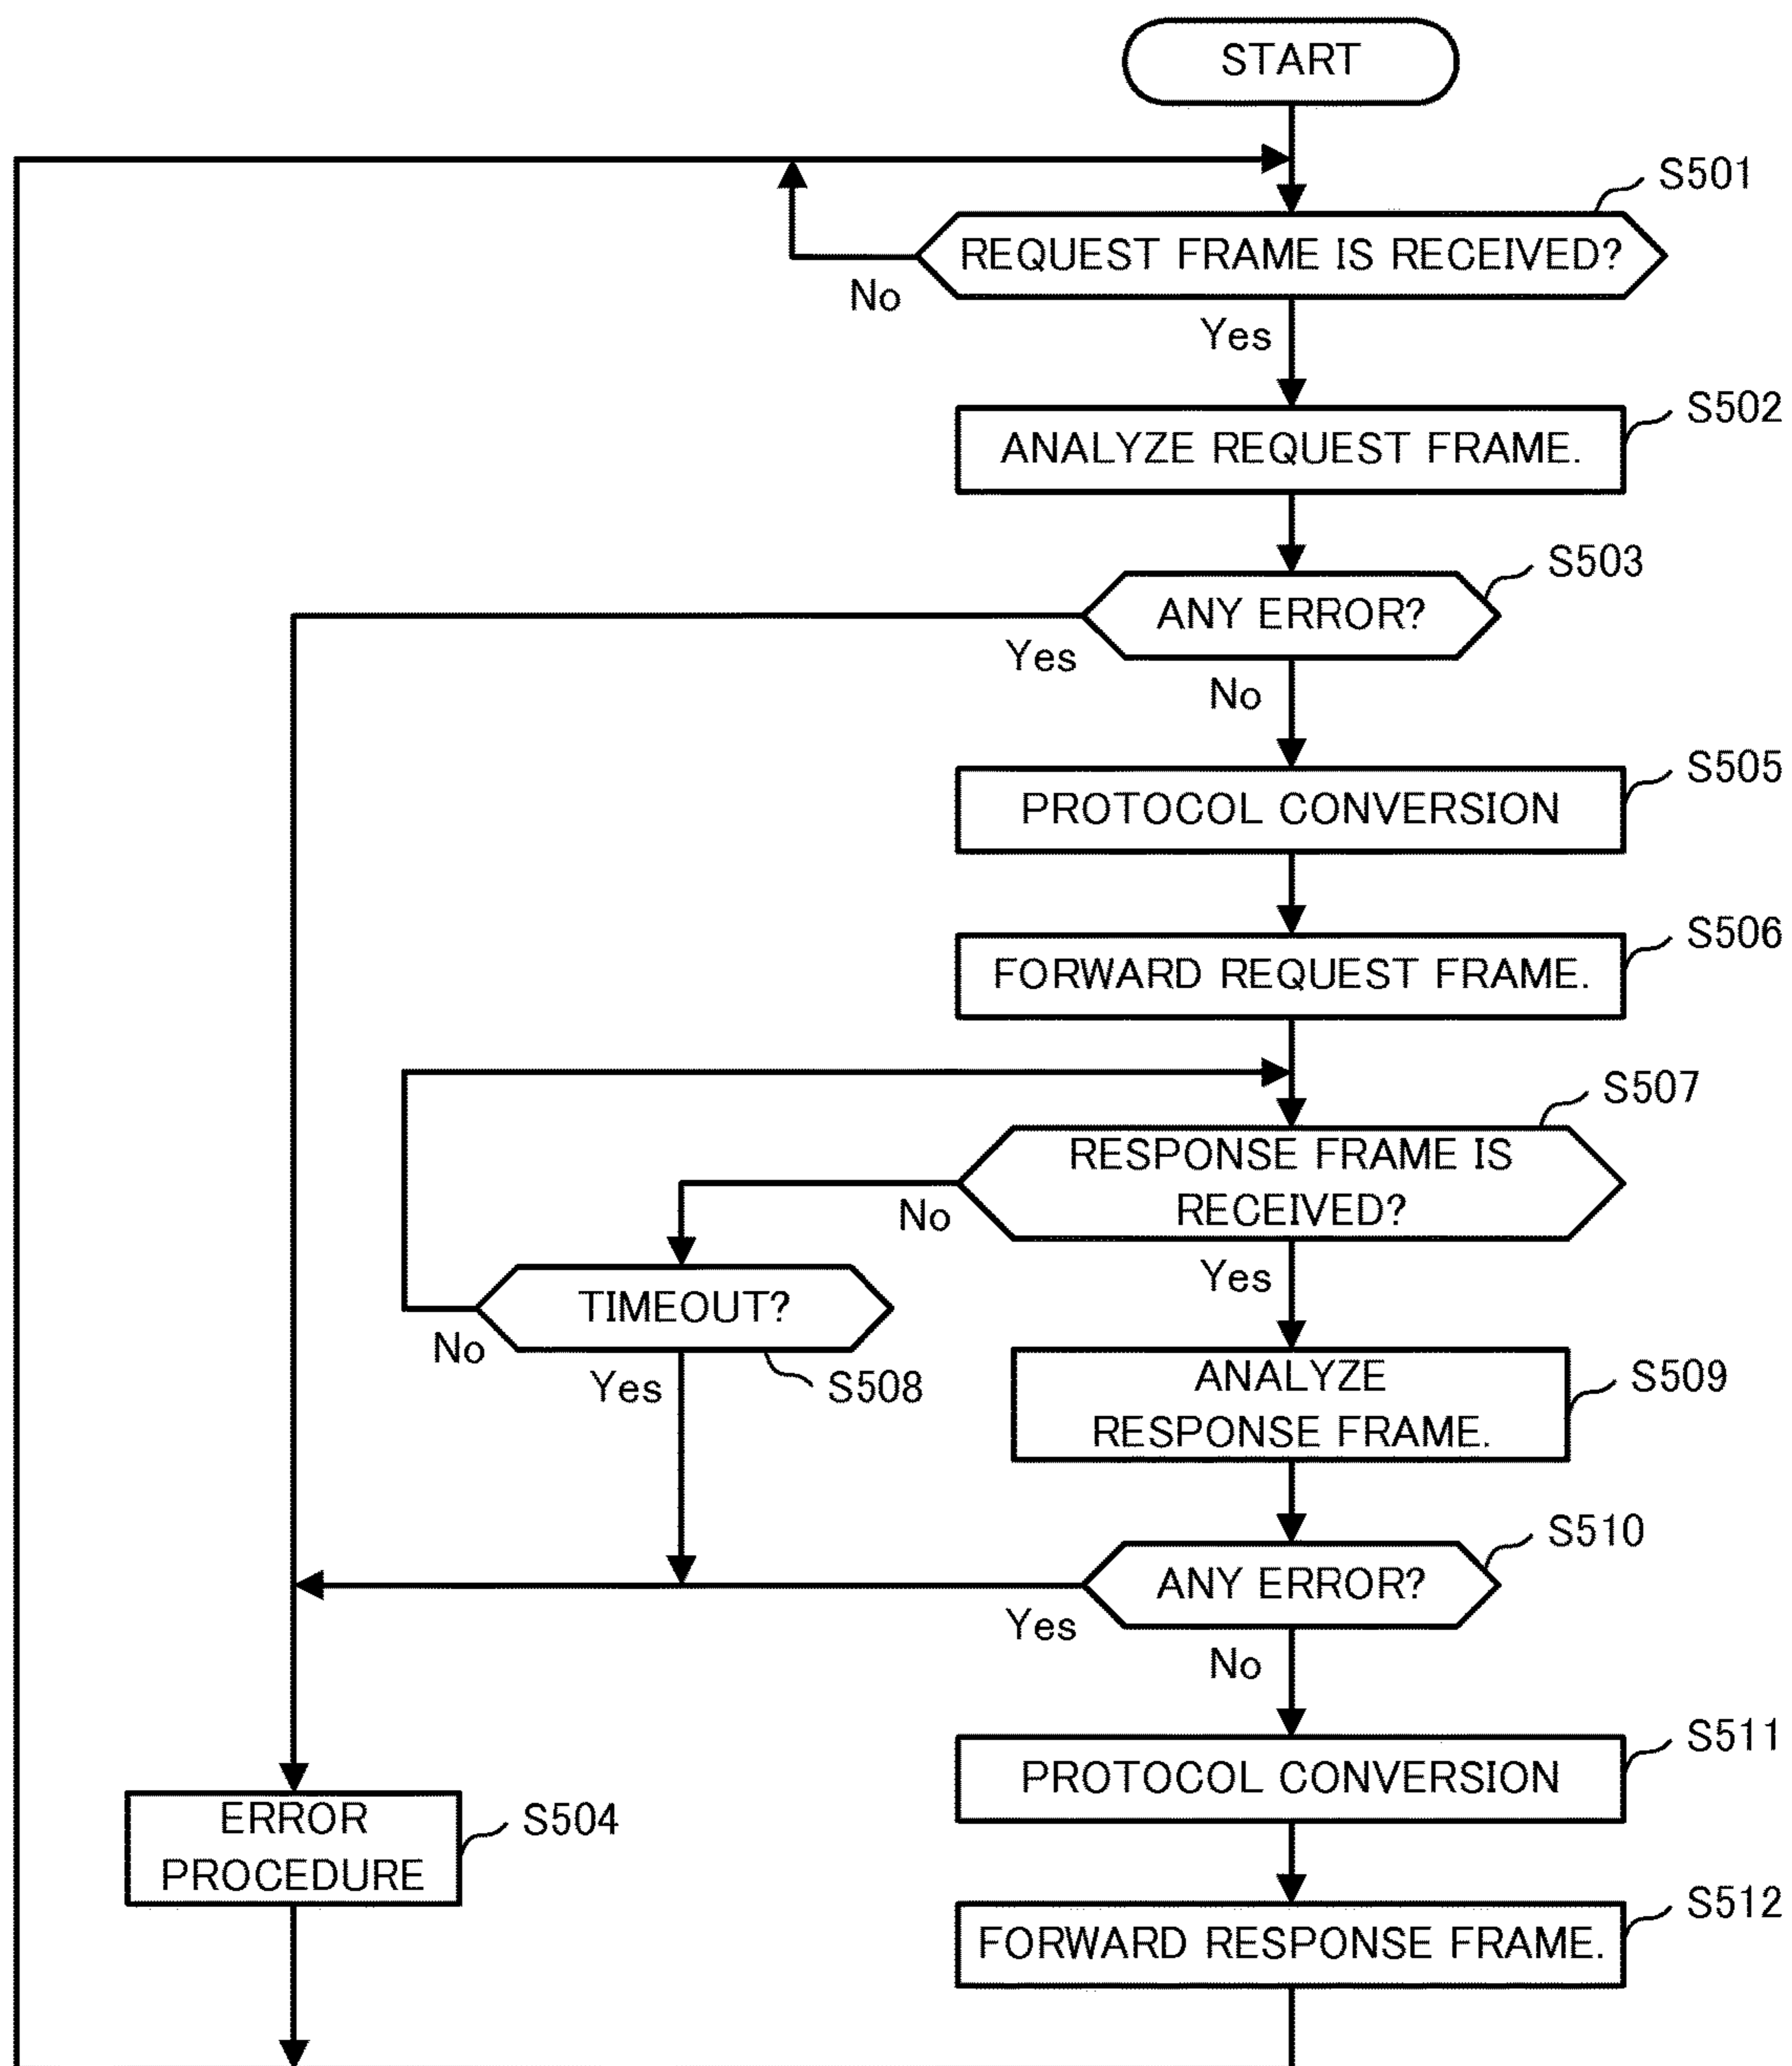 START
S501
REQUEST FRAME IS RECEIVED?
No
Yes
S502
ANALYZE REQUEST FRAME.
S503
ANY ERROR?
Yes
No
S505
PROTOCOL CONVERSION
S506
FORWARD REQUEST FRAME.
S507
RESPONSE FRAME IS
RECEIVED?
No
Yes
TIMEOUT?
No
Yes
S508
ANALYZE
RESPONSE FRAME.
S509
S510
ANY ERROR?
Yes
No
S511
PROTOCOL CONVERSION
ERROR
PROCEDURE
S504
S512
FORWARD RESPONSE FRAME.